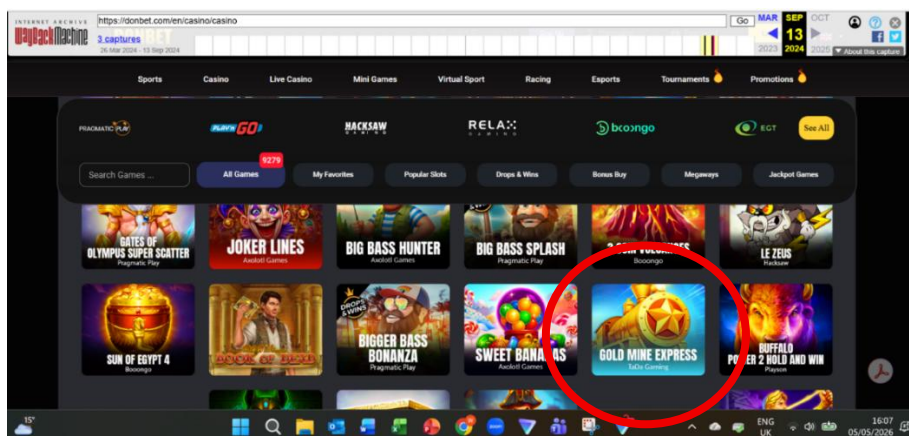 INTERNET ARCHIVE
WayBackMachine
https://donbet.com/en/casino/casino
Go
MAR SEP OCT
13
2023 2024 2025
3 captures
26 Mar 2024 - 13 Sep 2024
About this capture
Sports Casino Live Casino Mini Games Virtual Sport Racing Esports Tournaments Promotions
PRAGMATIC PLAY PLAY'N GO HACKSAW GAMING RELAX GAMING booongo EGT See All
9279
Search Games ... All Games My Favorites Popular Slots Drops & Wins Bonus Buy Megaways Jackpot Games
GATES OF OLYMPUS SUPER SCATTER
Pragmatic Play
JOKER LINES
Axolotl Games
BIG BASS HUNTER
Axolotl Games
BIG BASS SPLASH
Pragmatic Play
Booongo
LE ZEUS
Hacksaw
SUN OF EGYPT 4
Booongo
BOOK OF DEAD
DROPS & WINS
BIGGER BASS BONANZA
Pragmatic Play
SWEET BANANAS
Axolotl Games
GOLD MINE EXPRESS
TaDa Gaming
BUFFALO POWER 2 HOLD AND WIN
Playson
15°
ENG
UK
16:07
05/05/2026